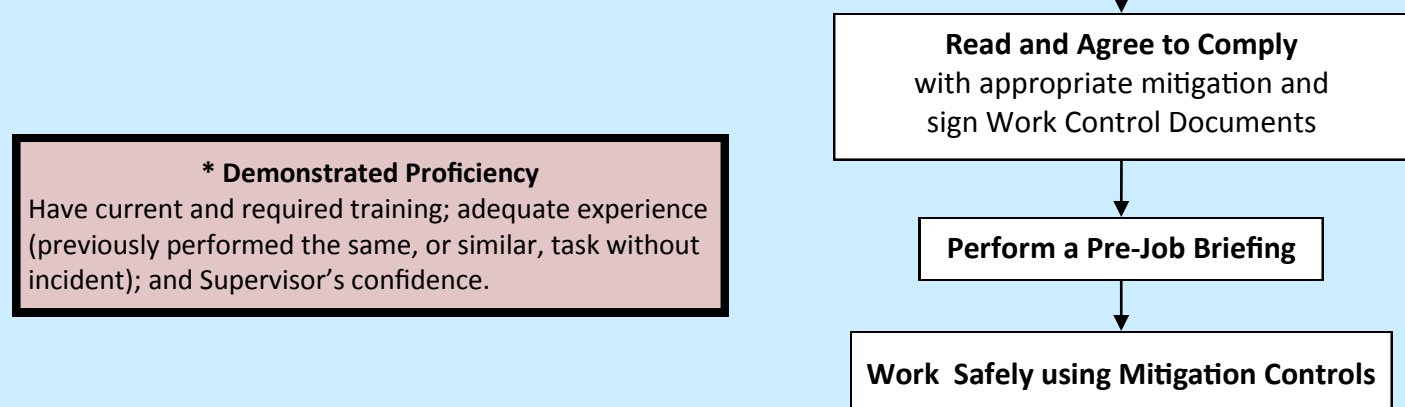 Read and Agree to Comply
with appropriate mitigation and
sign Work Control Documents
* Demonstrated Proficiency
Have current and required training; adequate experience
(previously performed the same, or similar, task without
incident); and Supervisor’s confidence.
Perform a Pre-Job Briefing
Work  Safely using Mitigation Controls